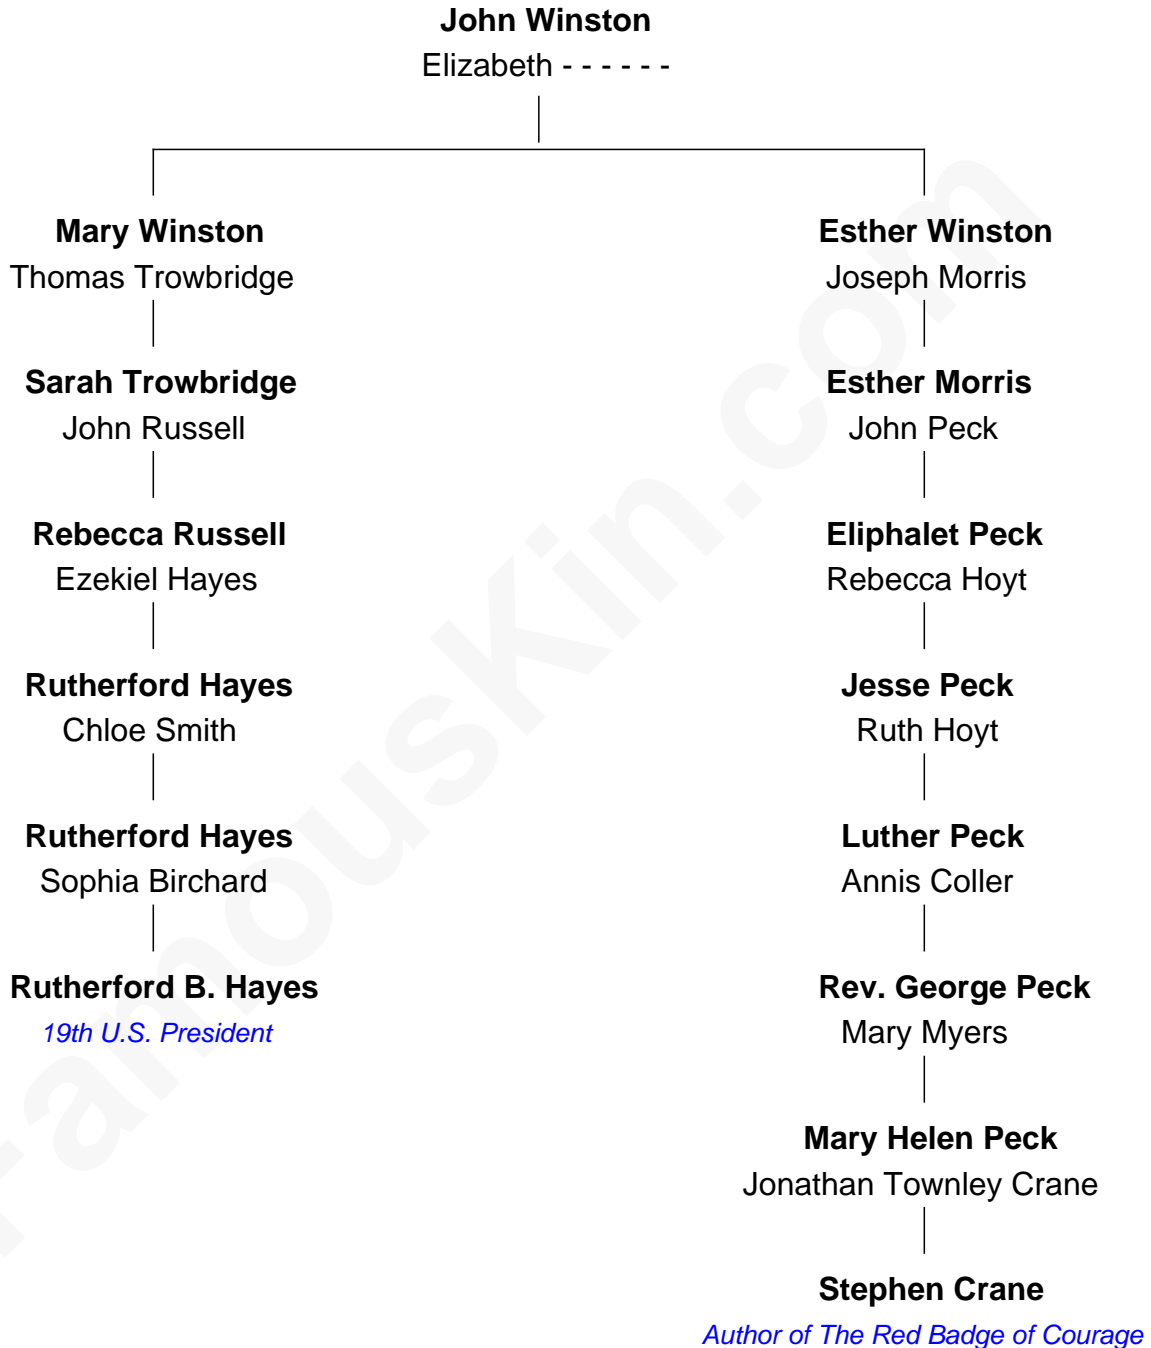 John Winston
Elizabeth - - - - - -
Mary Winston
Thomas Trowbridge
Esther Winston
Joseph Morris
Sarah Trowbridge
John Russell
Esther Morris
John Peck
Rebecca Russell
Ezekiel Hayes
Eliphalet Peck
Rebecca Hoyt
Rutherford Hayes
Chloe Smith
Jesse Peck
Ruth Hoyt
Rutherford Hayes
Sophia Birchard
Luther Peck
Annis Coller
Rutherford B. Hayes
19th U.S. President
Rev. George Peck
Mary Myers
Mary Helen Peck
Jonathan Townley Crane
Stephen Crane
Author of The Red Badge of Courage
FamousKin.com